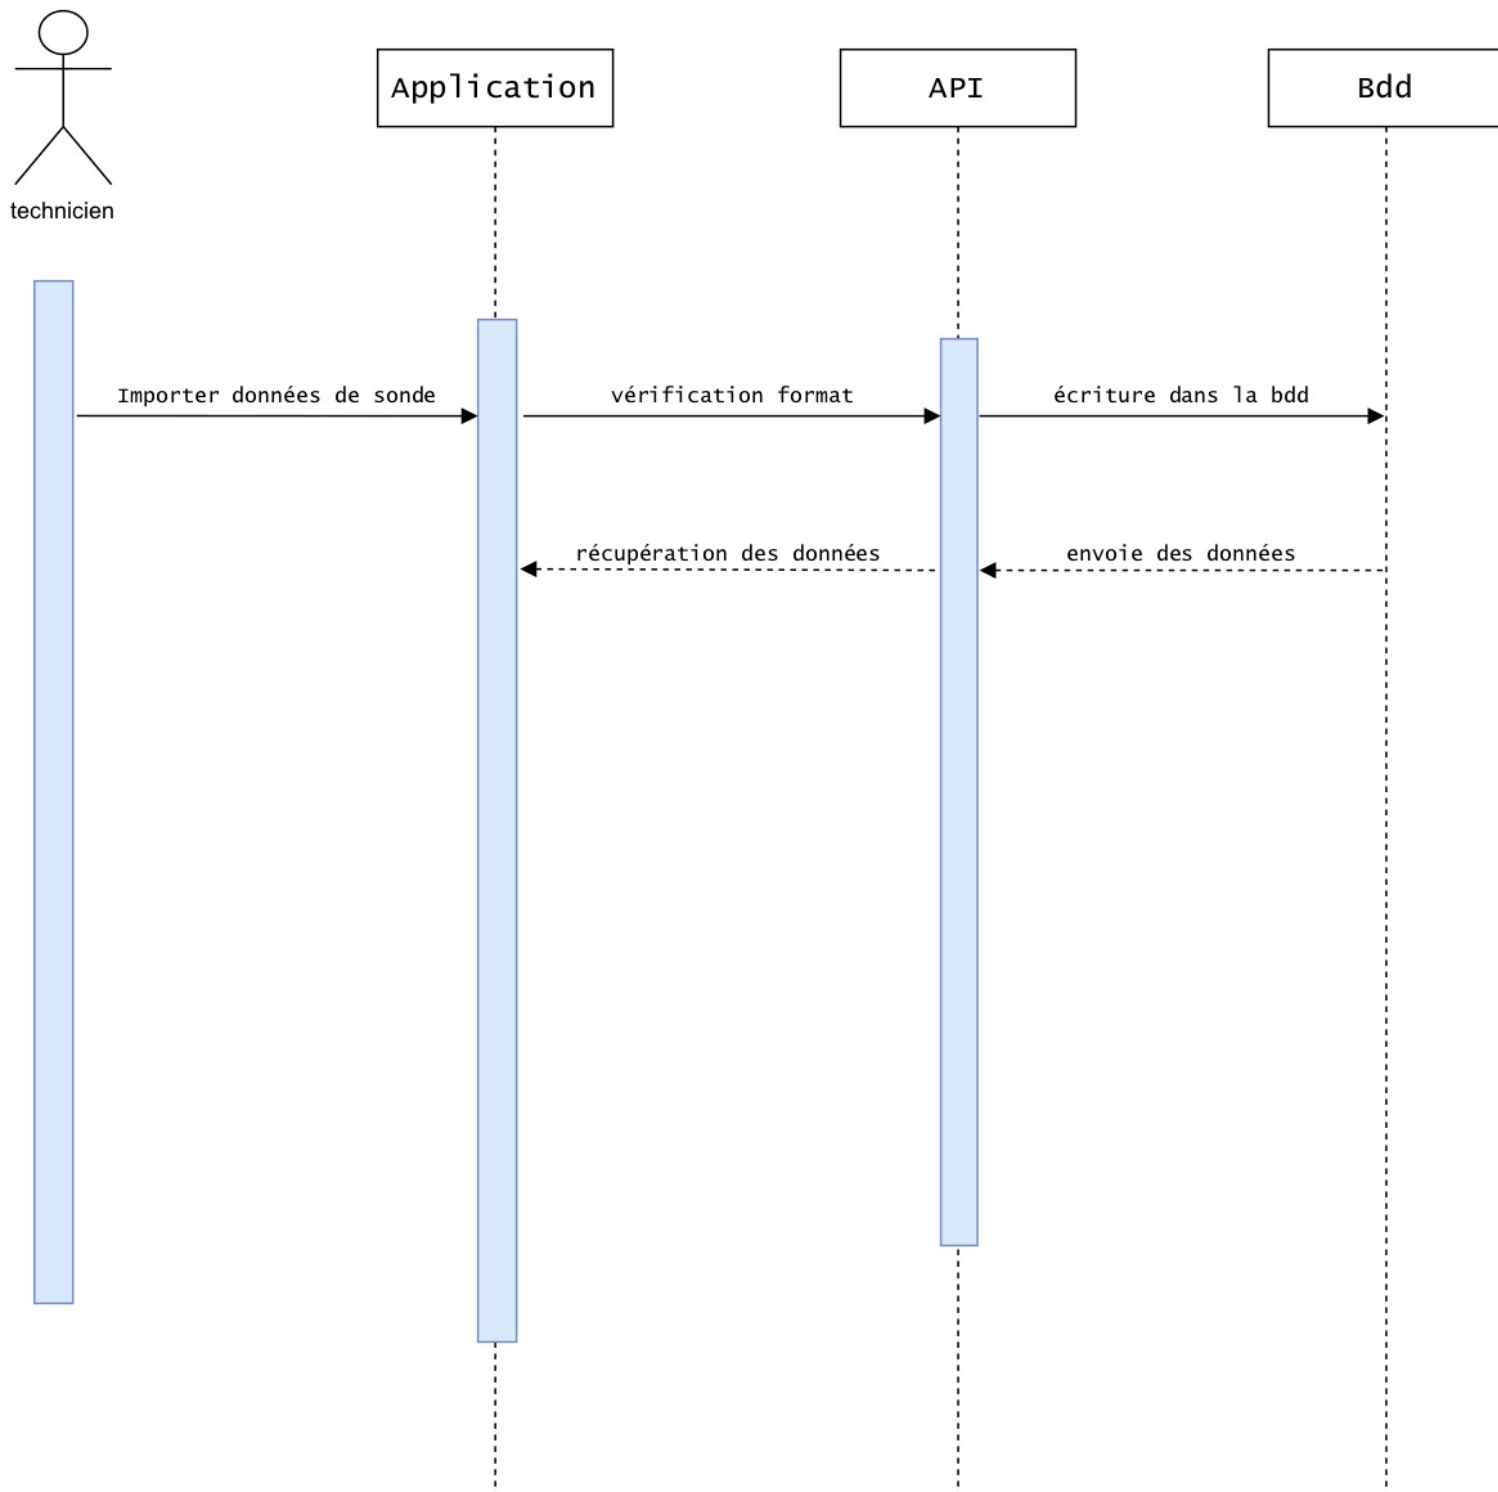 Application
API
Bdd
technicien
Importer données de sonde
vérification format
écriture dans la bdd
récupération des données
envoie des données